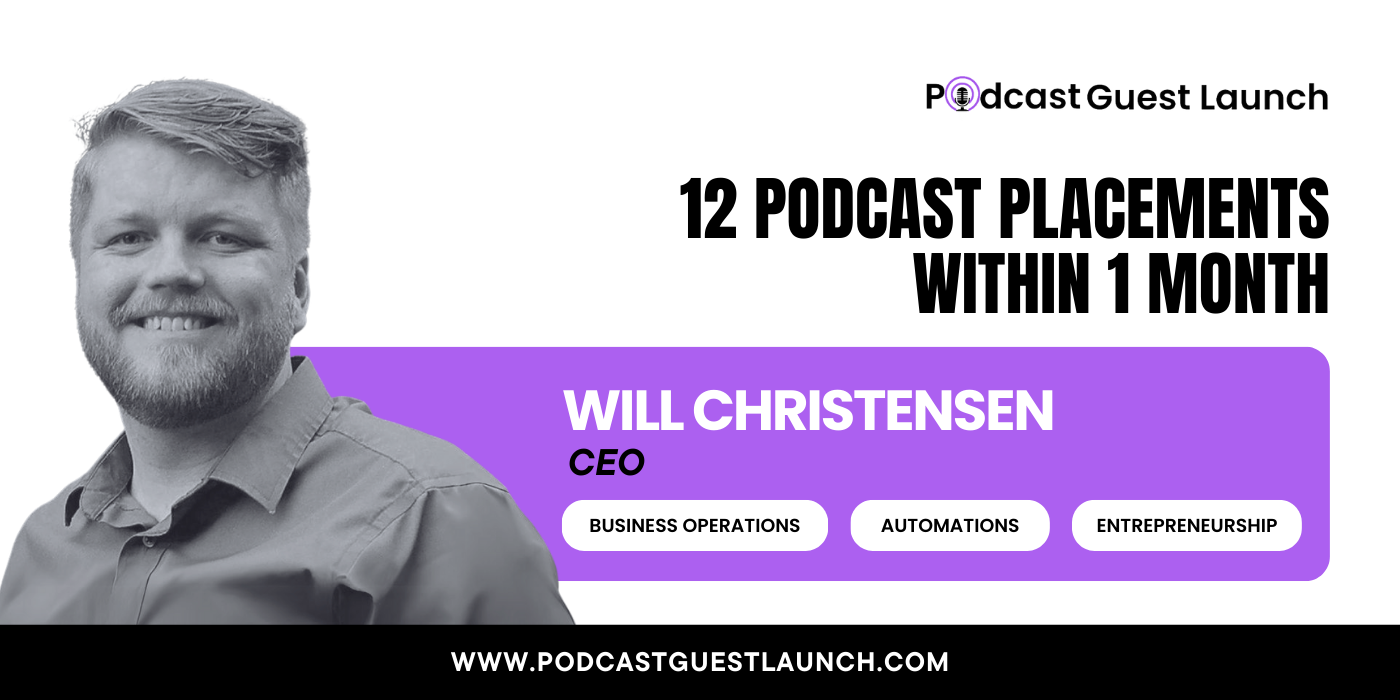 Podcast Guest Launch
12 PODCAST PLACEMENTS
WITHIN 1 MONTH
WILL CHRISTENSEN
CEO
BUSINESS OPERATIONS
AUTOMATIONS
ENTREPRENEURSHIP
WWW.PODCASTGUESTLAUNCH.COM